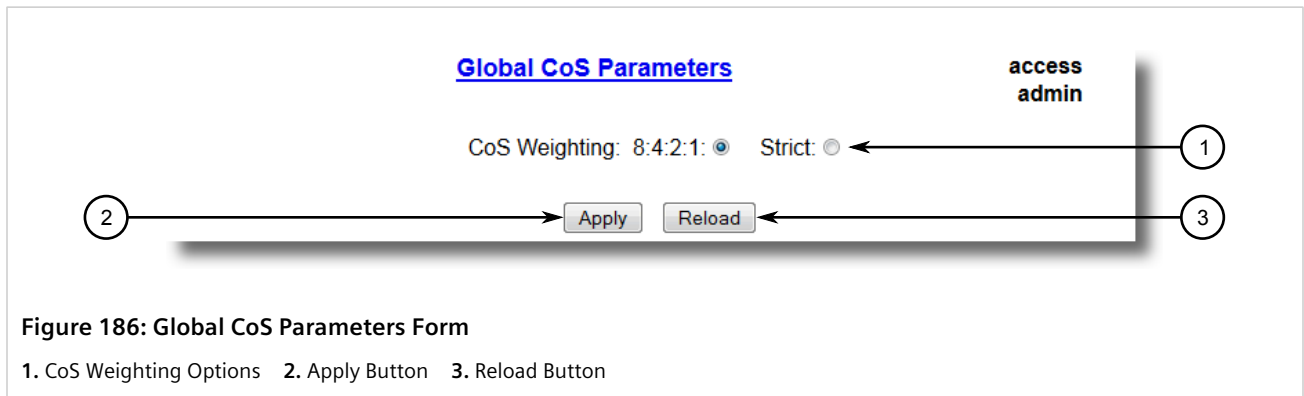 Global CoS Parameters
access
admin
CoS Weighting: 8:4:2:1: Strict:
1
2
Apply Reload
3
Figure 186: Global CoS Parameters Form
1. CoS Weighting Options 2. Apply Button 3. Reload Button